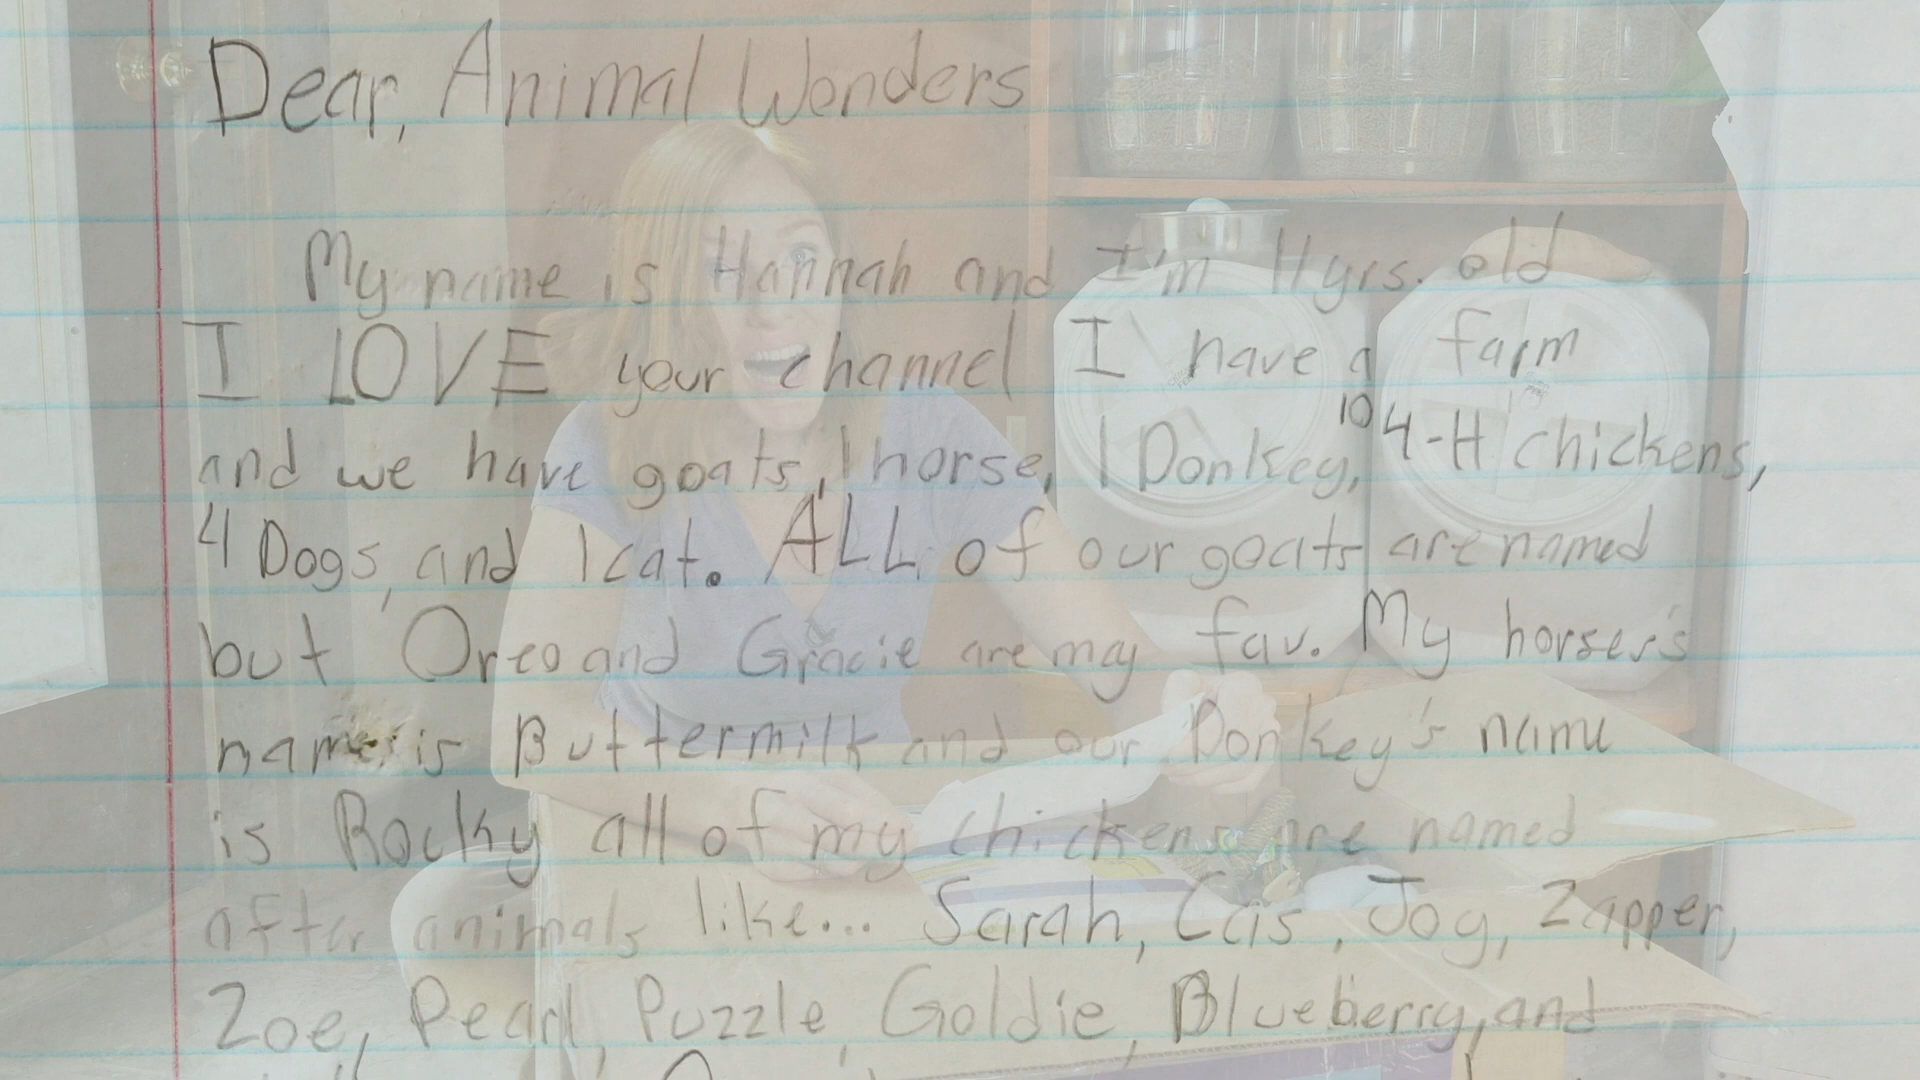 Dear, Animal Wonders
My name is Hannah and I'm 11 yrs. old
I LOVE your channel I have a farm
and we have goats, 1 horse, 1 Donkey, 10 4-H chickens,
4 Dogs, and 1 cat. ALL of our goats are named
but Oreo and Gracie are my fav. My horse's
name is Buttermilk and our Donkey's name
is Rocky all of my chickens are named
after animals like... Sarah, Cas, Joy, Zapper,
Zoe, Pearl, Puzzle, Goldie, Blueberry, and